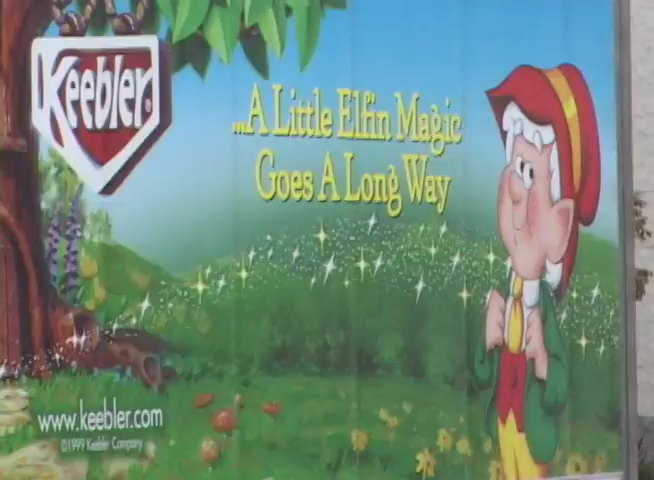 Keebler®
...A Little Elfin Magic
Goes A Long Way
www.keebler.com
©1999 Keebler Company